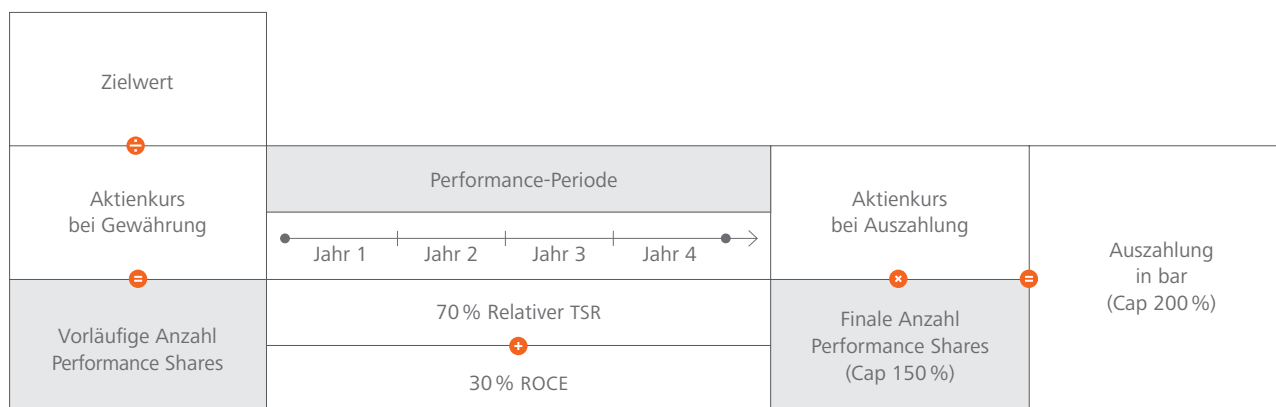 Zielwert
÷
Aktienkurs
bei Gewährung
=
Vorläufige Anzahl
Performance Shares
Performance-Periode
Jahr 1
Jahr 2
Jahr 3
Jahr 4
70 % Relativer TSR
+
30 % ROCE
Aktienkurs
bei Auszahlung
×
Finale Anzahl
Performance Shares
(Cap 150 %)
=
Auszahlung
in bar
(Cap 200 %)